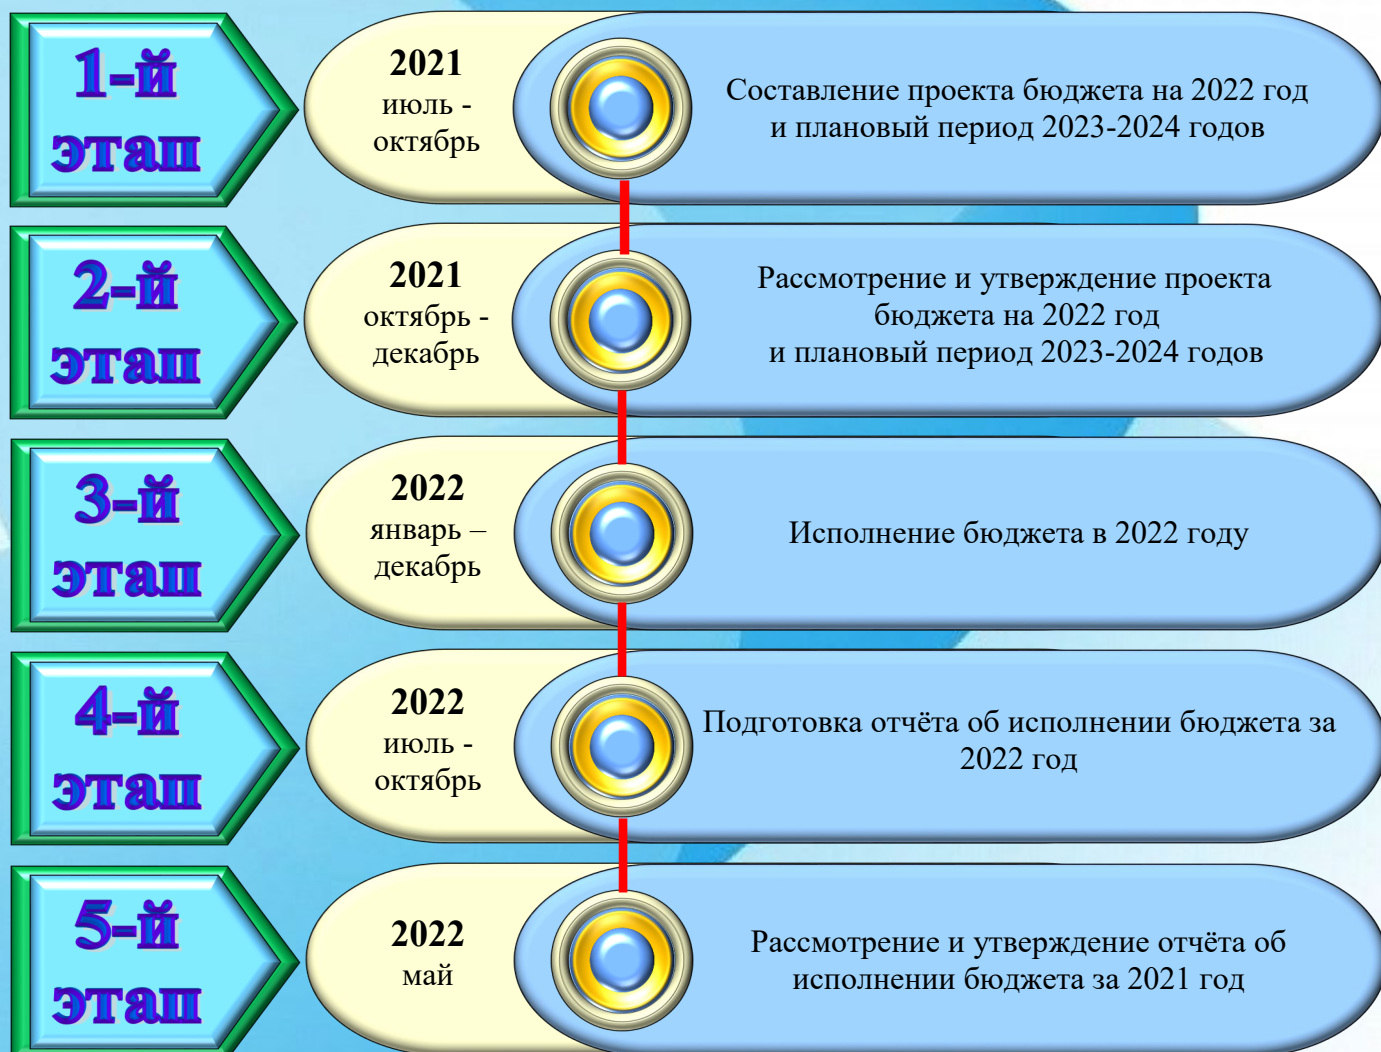 1-й
этап
2021
июль -
октябрь
Составление проекта бюджета на 2022 год
и плановый период 2023-2024 годов
2-й
этап
2021
октябрь -
декабрь
Рассмотрение и утверждение проекта
бюджета на 2022 год
и плановый период 2023-2024 годов
3-й
этап
2022
январь –
декабрь
Исполнение бюджета в 2022 году
4-й
этап
2022
июль -
октябрь
Подготовка отчёта об исполнении бюджета за
2022 год
5-й
этап
2022
май
Рассмотрение и утверждение отчёта об
исполнении бюджета за 2021 год